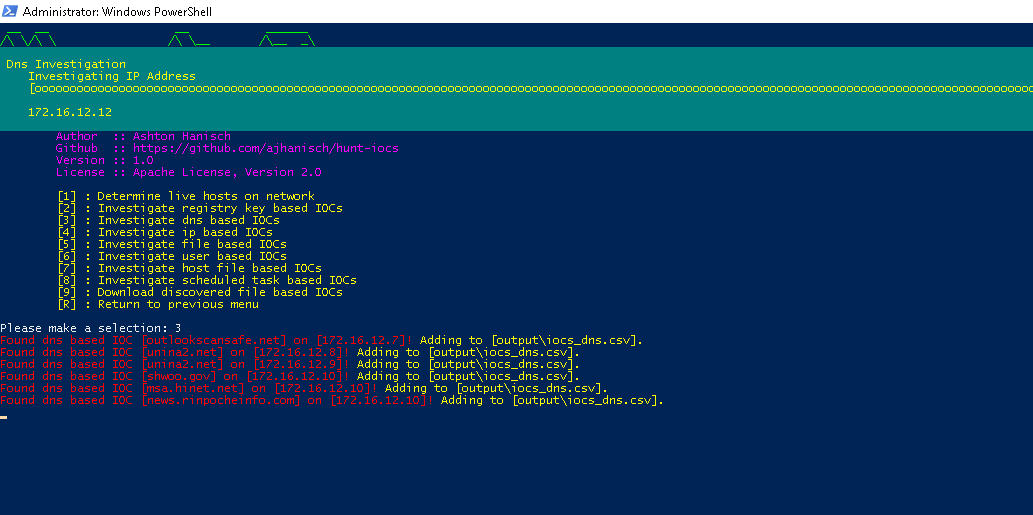 Administrator: Windows PowerShell
Dns Investigation
Investigating IP Address
[oooooooooooooooooooooooooooooooooooooooooooooooooooooooooooooooooooooooooooooooooooooooooooooooooooooooooooooooooooooooooooooooooooooooooooooo
172.16.12.12
Author :: Ashton Hanisch
Github :: https://github.com/ajhanisch/hunt-iocs
Version :: 1.0
License :: Apache License, Version 2.0
[1] : Determine live hosts on network
[2] : Investigate registry key based IOCs
[3] : Investigate dns based IOCs
[4] : Investigate ip based IOCs
[5] : Investigate file based IOCs
[6] : Investigate user based IOCs
[7] : Investigate host file based IOCs
[8] : Investigate scheduled task based IOCs
[9] : Download discovered file based IOCs
[R] : Return to previous menu
Please make a selection: 3
Found dns based IOC [outlookscansafe.net] on [172.16.12.7]! Adding to [output\iocs_dns.csv].
Found dns based IOC [unina2.net] on [172.16.12.8]! Adding to [output\iocs_dns.csv].
Found dns based IOC [unina2.net] on [172.16.12.9]! Adding to [output\iocs_dns.csv].
Found dns based IOC [shwoo.gov] on [172.16.12.10]! Adding to [output\iocs_dns.csv].
Found dns based IOC [msa.hinet.net] on [172.16.12.10]! Adding to [output\iocs_dns.csv].
Found dns based IOC [news.rinpocheinfo.com] on [172.16.12.10]! Adding to [output\iocs_dns.csv].